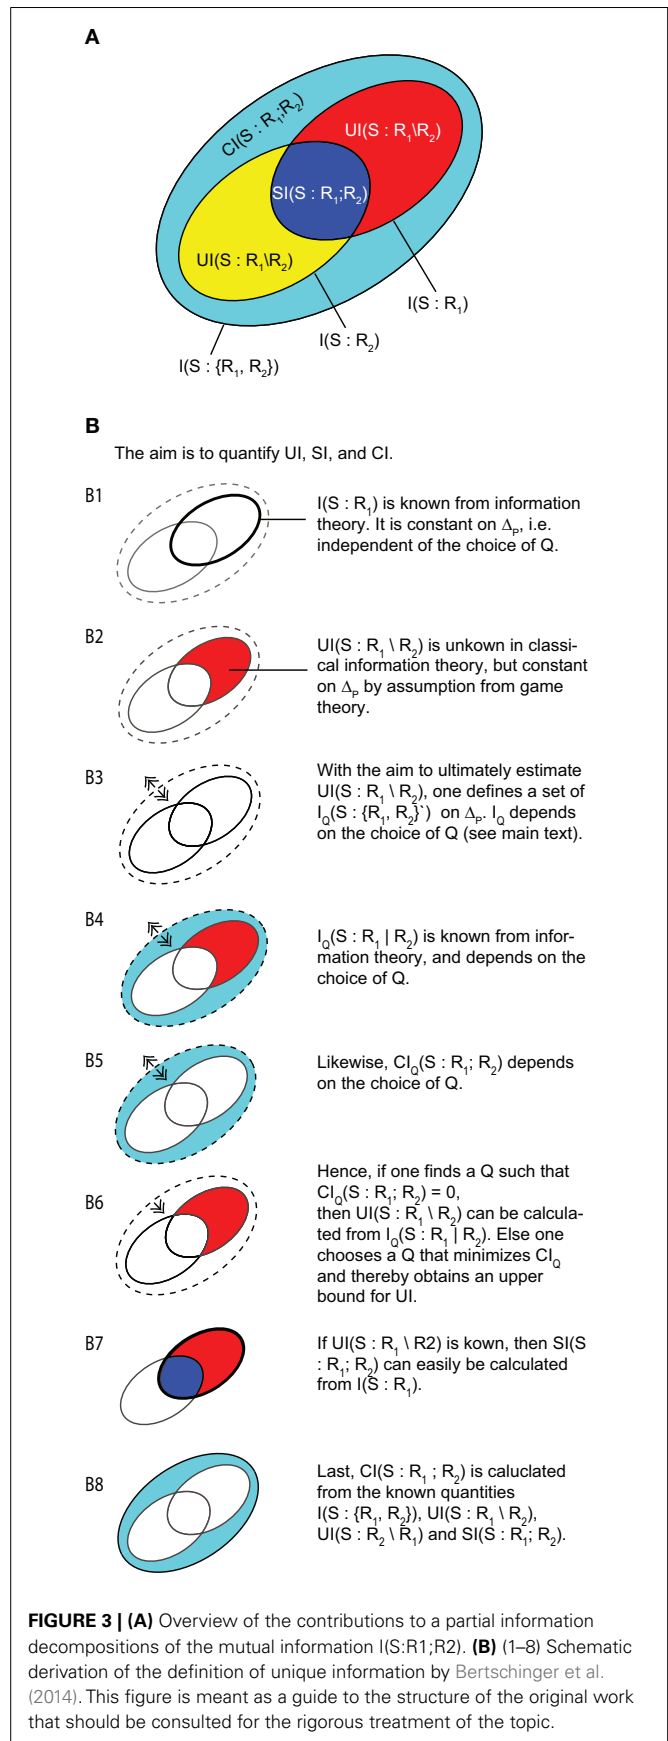 A
CI(S : R₁;R₂)
UI(S : R₁\R₂)
SI(S : R₁;R₂)
UI(S : R₁\R₂)
I(S : R₁)
I(S : R₂)
I(S : {R₁, R₂})
B
The aim is to quantify UI, SI, and CI.
B1
I(S : R₁) is known from information
theory. It is constant on Δₚ, i.e.
independent of the choice of Q.
B2
UI(S : R₁ \ R₂) is unkown in classi-
cal information theory, but constant
on Δₚ by assumption from game
theory.
B3
With the aim to ultimately estimate
UI(S : R₁ \ R₂), one defines a set of
I_Q(S : {R₁, R₂}`) on Δₚ. I_Q depends
on the choice of Q (see main text).
B4
I_Q(S : R₁ | R₂) is known from infor-
mation theory, and depends on the
choice of Q.
B5
Likewise, CI_Q(S : R₁; R₂) depends
on the choice of Q.
B6
Hence, if one finds a Q such that
CI_Q(S : R₁; R₂) = 0,
then UI(S : R₁ \ R₂) can be calcula-
ted from I_Q(S : R₁ | R₂). Else one
chooses a Q that minimizes CI_Q
and thereby obtains an upper
bound for UI.
B7
If UI(S : R₁ \ R2) is kown, then SI(S
: R₁; R₂) can easily be calculated
from I(S : R₁).
B8
Last, CI(S : R₁ ; R₂) is caluclated
from the known quantities
I(S : {R₁, R₂}), UI(S : R₁ \ R₂),
UI(S : R₂ \ R₁) and SI(S : R₁; R₂).
FIGURE 3 | (A) Overview of the contributions to a partial information
decompositions of the mutual information I(S:R1;R2). (B) (1–8) Schematic
derivation of the definition of unique information by Bertschinger et al.
(2014). This figure is meant as a guide to the structure of the original work
that should be consulted for the rigorous treatment of the topic.